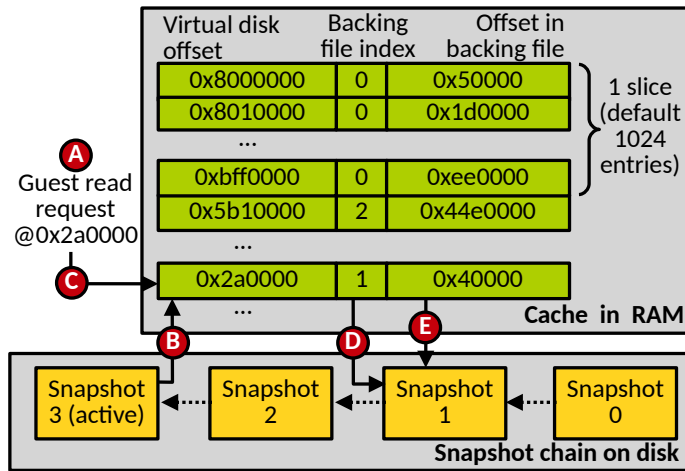 Virtual disk offset
Backing file index
Offset in backing file
0x8000000 0 0x50000
0x8010000 0 0x1d0000
...
0xbff0000 0 0xee0000
0x5b10000 2 0x44e0000
...
0x2a0000 1 0x40000
...
1 slice
(default
1024
entries)
A
Guest read
request
@0x2a0000
C
Cache in RAM
B
D
E
Snapshot
3 (active)
Snapshot
2
Snapshot
1
Snapshot
0
Snapshot chain on disk